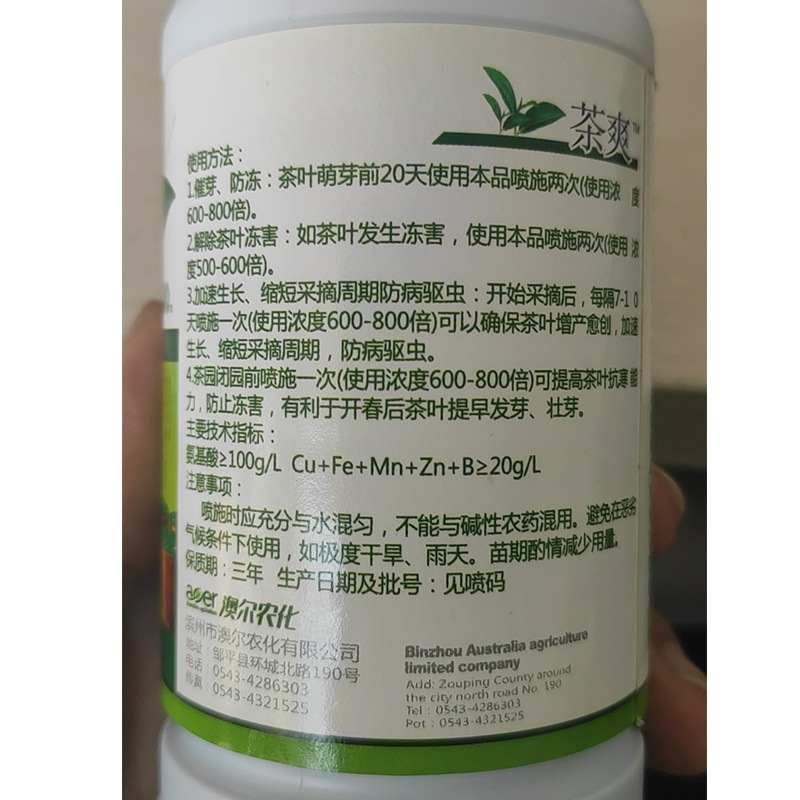 茶爽™
使用方法：
1.催芽、防冻：茶叶萌芽前20天使用本品喷施两次(使用浓 度
600-800倍)。
2.解除茶叶冻害：如茶叶发生冻害，使用本品喷施两次(使用 浓
度500-600倍)。
3.加速生长、缩短采摘周期防病驱虫：开始采摘后，每隔7-1 0
天喷施一次(使用浓度600-800倍)可以确保茶叶增产愈创，加速
生长、缩短采摘周期，防病驱虫。
4.茶园闭园前喷施一次(使用浓度600-800倍)可提高茶叶抗寒 能
力，防止冻害，有利于开春后茶叶提早发芽、壮芽。
主要技术指标：
氨基酸≥100g/L Cu+Fe+Mn+Zn+B≥20g/L
注意事项：
喷施时应充分与水混匀，不能与碱性农药混用。避免在恶劣
气候条件下使用，如极度干旱、雨天。苗期酌情减少用量。
保质期：三年 生产日期及批号：见喷码
aoer 澳尔农化
滨州市澳尔农化有限公司
地址：邹平县环城北路190号
电话：0543-4286303
传真：0543-4321525
Binzhou Australia agriculture
limited company
Add: Zouping County around
the city north road No. 190
Tel : 0543-4286303
Pot : 0543-4321525